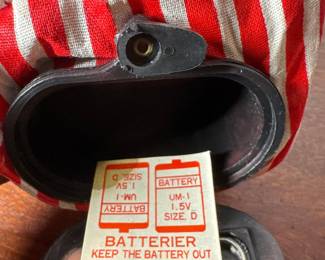 BATTERY
UM-1
1.5V
SIZE, D
BATTERY
UM-1
1.5V
SIZE, D
BATTERIER
KEEP THE BATTERY OUT